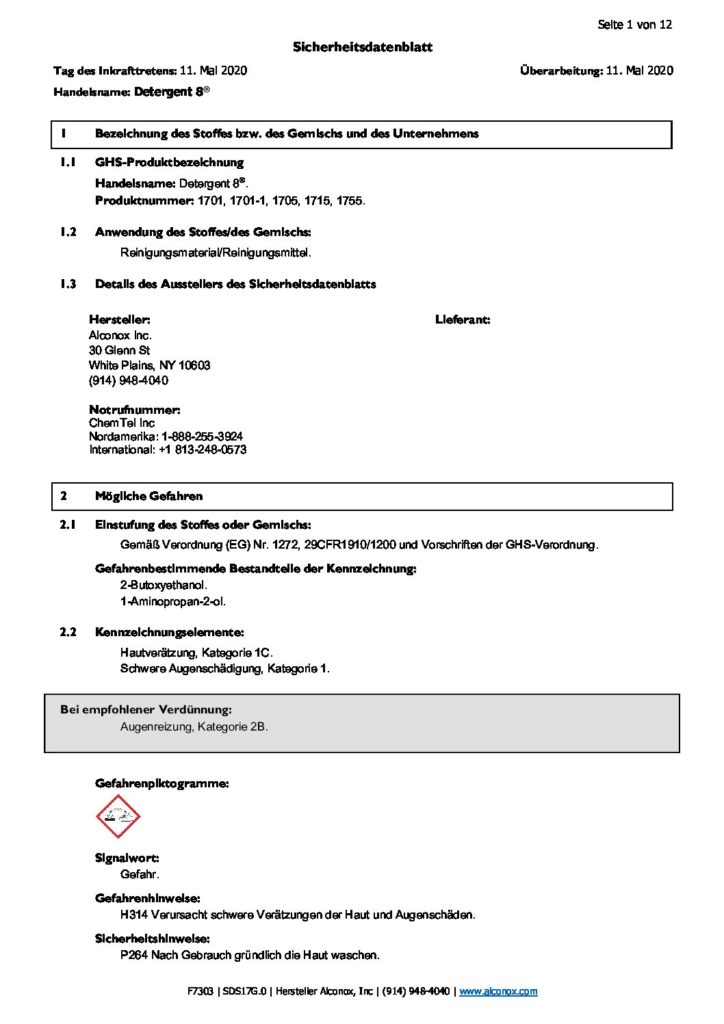 Seite 1 von 12
Sicherheitsdatenblatt
Tag des Inkrafttretens: 11. Mai 2020 Überarbeitung: 11. Mai 2020
Handelsname: Detergent 8®
1 Bezeichnung des Stoffes bzw. des Gemischs und des Unternehmens
1.1 GHS-Produktbezeichnung
Handelsname: Detergent 8®.
Produktnummer: 1701, 1701-1, 1705, 1715, 1755.
1.2 Anwendung des Stoffes/des Gemischs:
Reinigungsmaterial/Reinigungsmittel.
1.3 Details des Ausstellers des Sicherheitsdatenblatts
Hersteller: Lieferant:
Alconox Inc.
30 Glenn St
White Plains, NY 10603
(914) 948-4040
Notrufnummer:
ChemTel Inc
Nordamerika: 1-888-255-3924
International: +1 813-248-0573
2 Mögliche Gefahren
2.1 Einstufung des Stoffes oder Gemischs:
Gemäß Verordnung (EG) Nr. 1272, 29CFR1910/1200 und Vorschriften der GHS-Verordnung.
Gefahrenbestimmende Bestandteile der Kennzeichnung:
2-Butoxyethanol.
1-Aminopropan-2-ol.
2.2 Kennzeichnungselemente:
Hautverätzung, Kategorie 1C.
Schwere Augenschädigung, Kategorie 1.
Bei empfohlener Verdünnung:
Augenreizung, Kategorie 2B.
Gefahrenpiktogramme:
Signalwort:
Gefahr.
Gefahrenhinweise:
H314 Verursacht schwere Verätzungen der Haut und Augenschäden.
Sicherheitshinweise:
P264 Nach Gebrauch gründlich die Haut waschen.
F7303 | SDS17G.0 | Hersteller Alconox, Inc | (914) 948-4040 | www.alconox.com